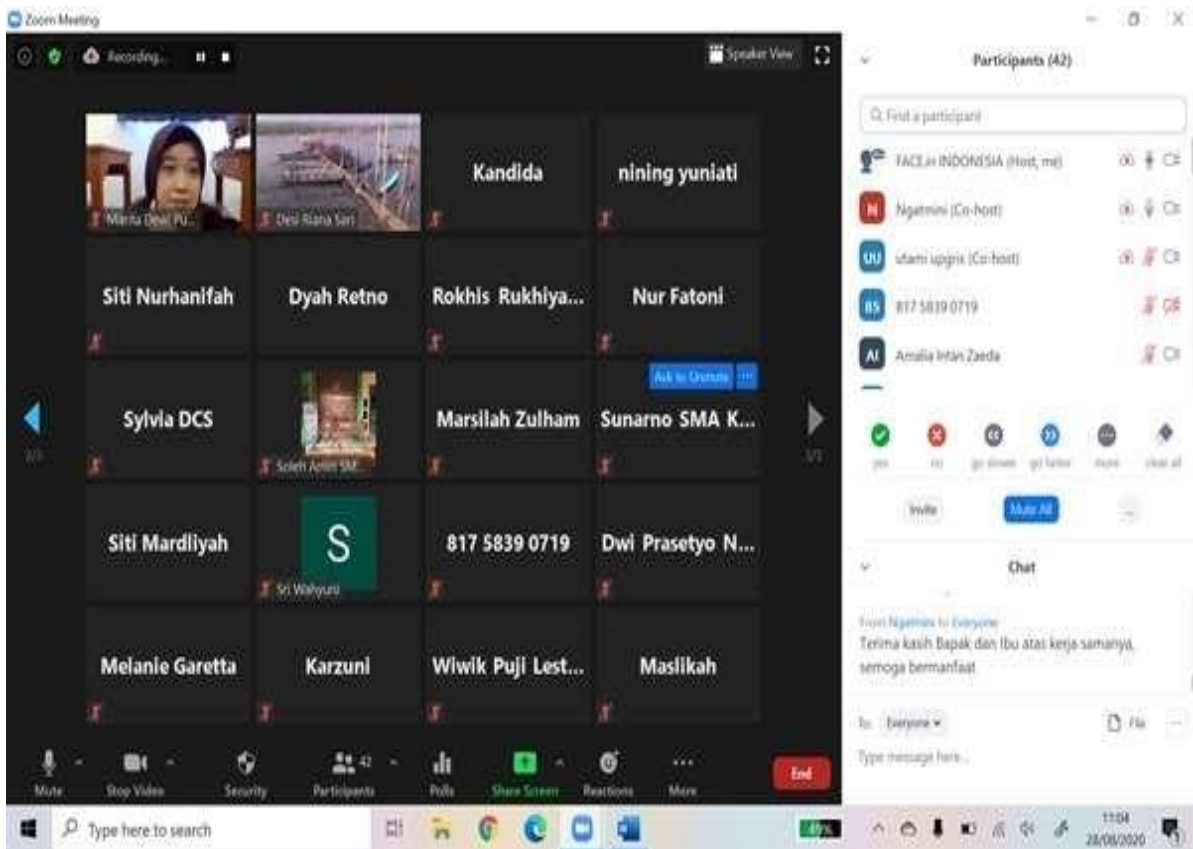 Zoom Meeting
Recording...
Speaker View
Desi Riana Sari
Kandida
nining yuniati
Siti Nurhanifah
Dyah Retno
Rokhis Rukhiya...
Nur Fatoni
Ask to Unmute
Sylvia DCS
Marsilah Zulham
Sunarno SMA K...
Siti Mardliyah
S
Sri Wahyuni
817 5839 0719
Dwi Prasetyo N...
Melanie Garetta
Karzuni
Wiwik Puji Lest...
Maslikah
Mute
Stop Video
Security
42
Participants
Polls
Share Screen
Reactions
More
End
Participants (42)
Find a participant
FACE.in INDONESIA (Host, me)
N
Ngatmini (Co-host)
UU
utami upgris (Co-host)
817 5839 0719
AI
Amalia Intan Zaeda
yes
no
go slower
go faster
more
clear all
Invite
Mute All
...
Chat
From Ngatmini to Everyone
Terima kasih Bapak dan Ibu atas kerja samanya,
semoga bermanfaat
To: Everyone
File
Type message here...
Type here to search
11:04
28/08/2020